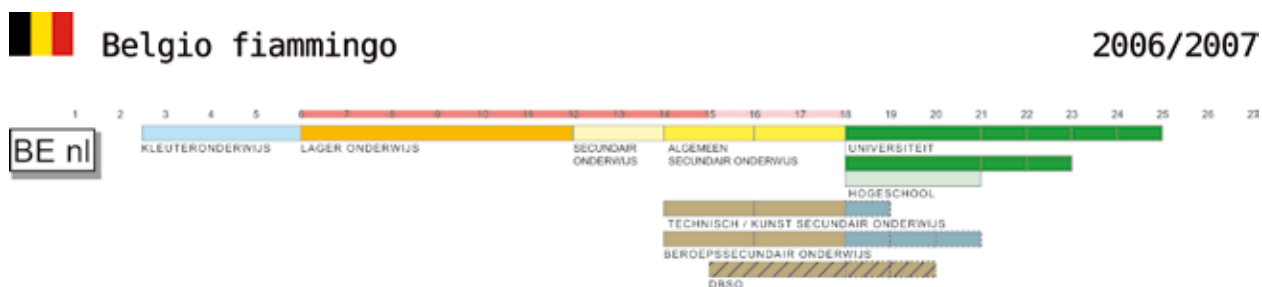 Belgio fiammingo 2006/2007
1 2 3 4 5 6 7 8 9 10 11 12 13 14 15 16 17 18 19 20 21 22 23 24 25 26 27
BE nl
KLEUTERONDERWIJS LAGER ONDERWIJS SECUNDAIR ALGEMEEN UNIVERSITEIT
ONDERWIJS SECUNDAIR ONDERWIJS
HOGESCHOOL
TECHNISCH / KUNST SECUNDAIR ONDERWIJS
BEROEPSSECUNDAIR ONDERWIJS
DBSO